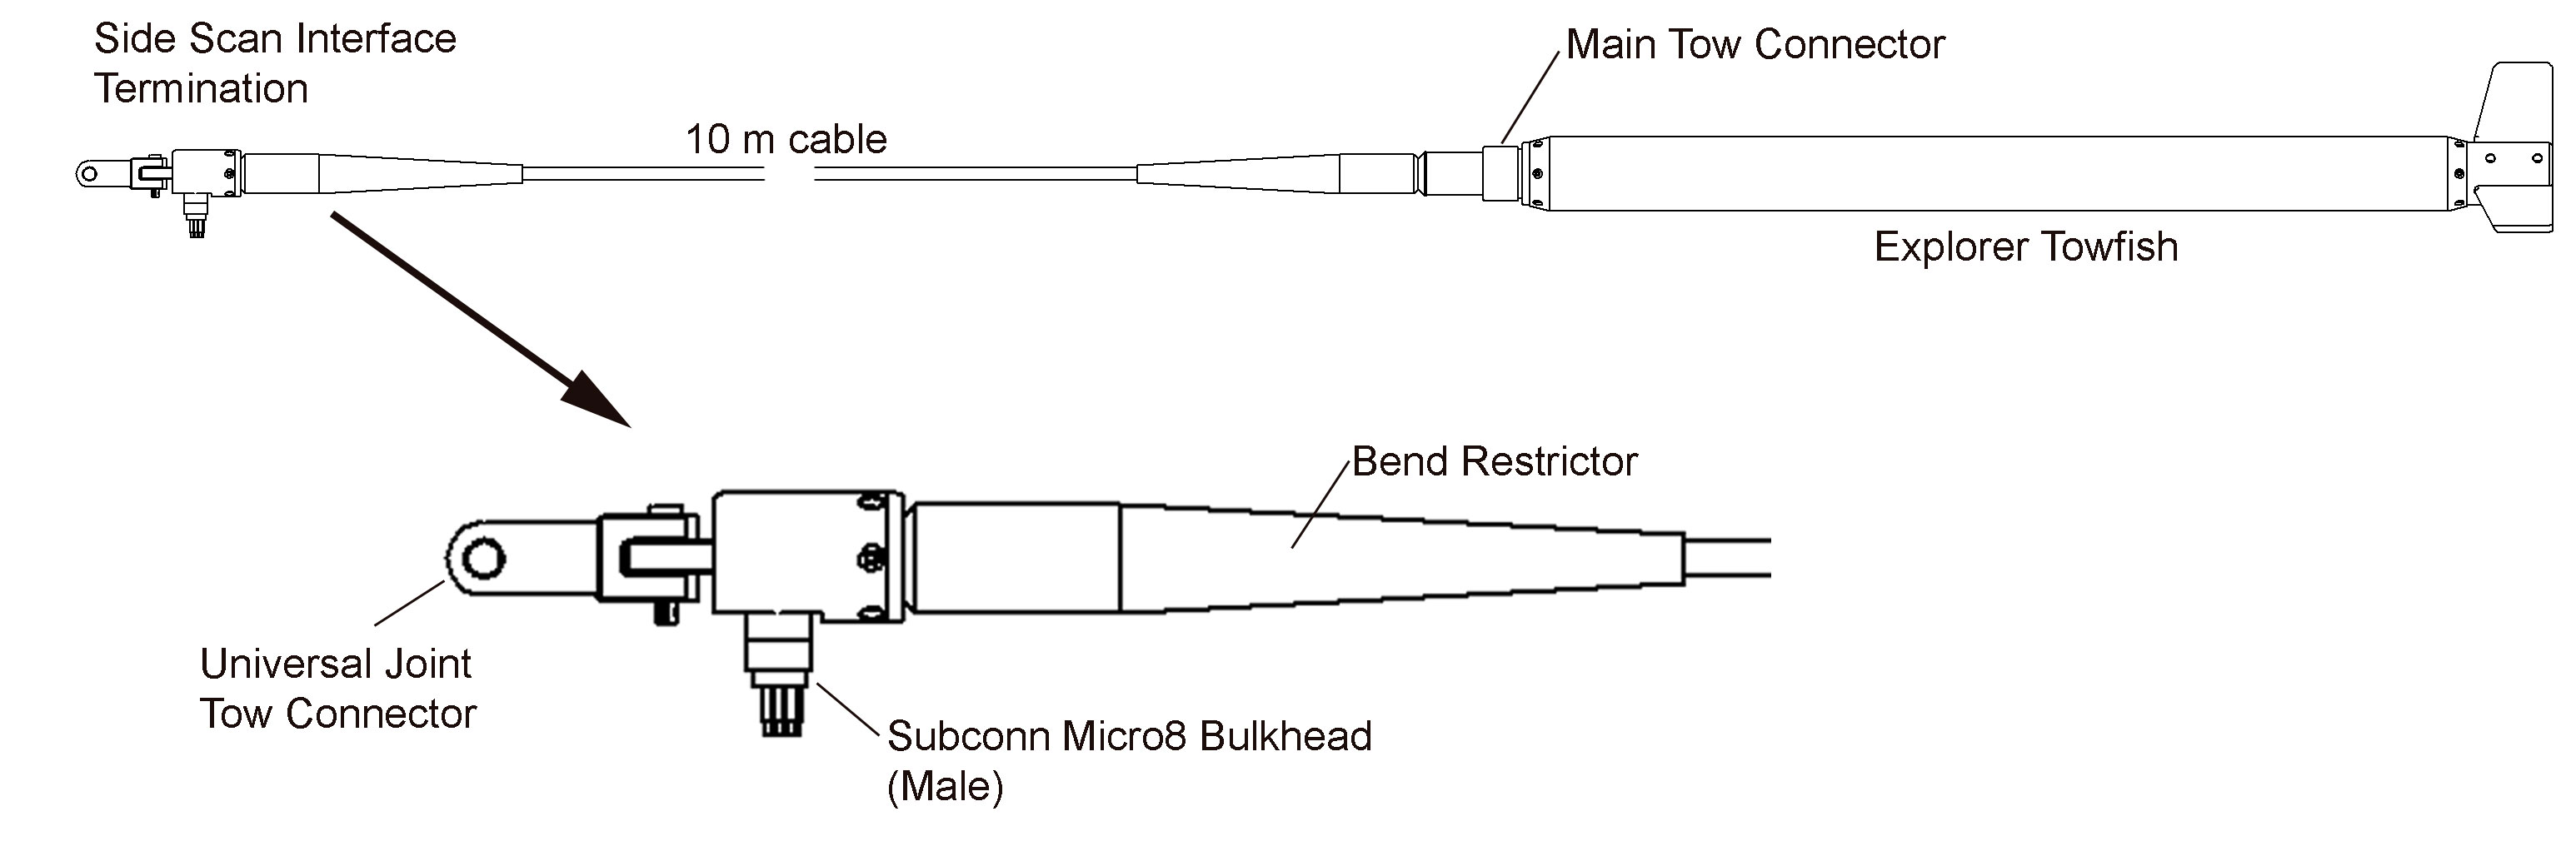 Side Scan Interface
Termination
10 m cable
Main Tow Connector
Explorer Towfish
Bend Restrictor
Universal Joint
Tow Connector
Subconn Micro8 Bulkhead
(Male)